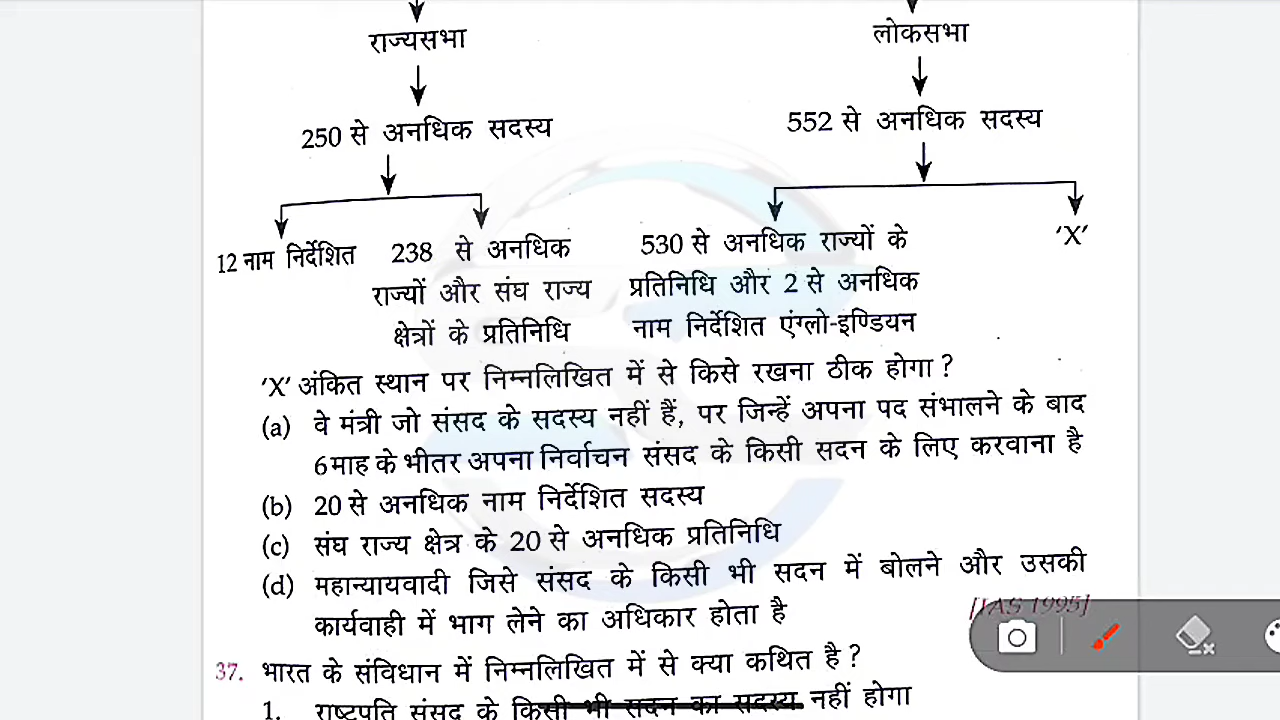 राज्यसभा
लोकसभा
250 से अनधिक सदस्य
552 से अनधिक सदस्य
12 नाम निर्देशित
238 से अनधिक
राज्यों और संघ राज्य
क्षेत्रों के प्रतिनिधि
530 से अनधिक राज्यों के
प्रतिनिधि और 2 से अनधिक
नाम निर्देशित एंग्लो-इण्डियन
'X'
'X' अंकित स्थान पर निम्नलिखित में से किसे रखना ठीक होगा ?
(a) वे मंत्री जो संसद के सदस्य नहीं हैं, पर जिन्हें अपना पद संभालने के बाद
6 माह के भीतर अपना निर्वाचन संसद के किसी सदन के लिए करवाना है
(b) 20 से अनधिक नाम निर्देशित सदस्य
(c) संघ राज्य क्षेत्र के 20 से अनधिक प्रतिनिधि
(d) महान्यायवादी जिसे संसद के किसी भी सदन में बोलने और उसकी
कार्यवाही में भाग लेने का अधिकार होता है
[IAS 1995]
37. भारत के संविधान में निम्नलिखित में से क्या कथित है ?
1. राष्ट्रपति संसद के किसी भी सदन का सदस्य नहीं होगा